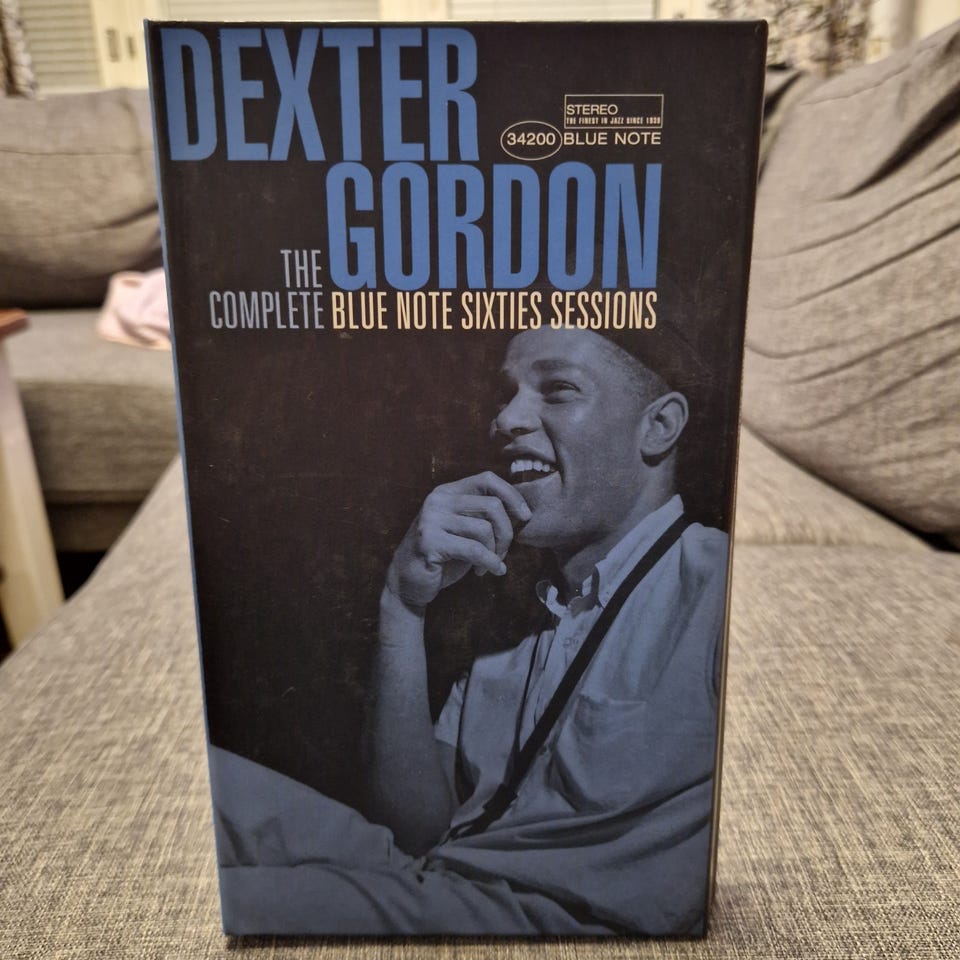 DEXTER
STEREO
THE FINEST IN JAZZ SINCE 1939
34200 BLUE NOTE
GORDON
THE
COMPLETE BLUE NOTE SIXTIES SESSIONS